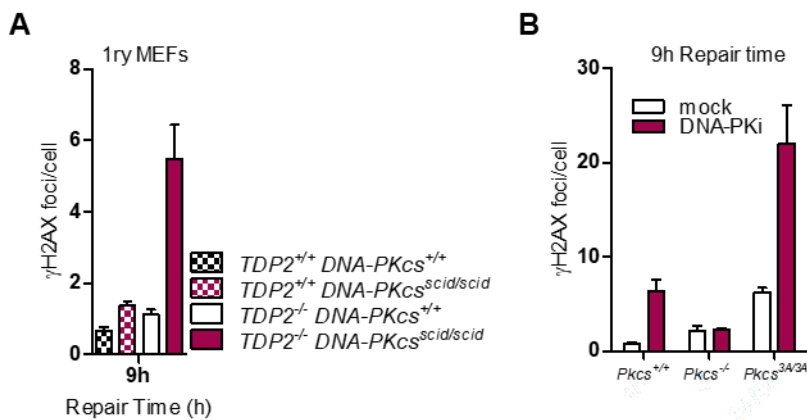 A
1ry MEFs
γH2AX foci/cell
8
6
4
2
0
9h
Repair Time (h)
TDP2+/+ DNA-PKcs+/+
TDP2+/+ DNA-PKcsscid/scid
TDP2-/- DNA-PKcs+/+
TDP2-/- DNA-PKcsscid/scid
B
9h Repair time
mock
DNA-PKi
γH2AX foci/cell
30
20
10
0
Pkcs+/+
Pkcs-/-
Pkcs3A/3A